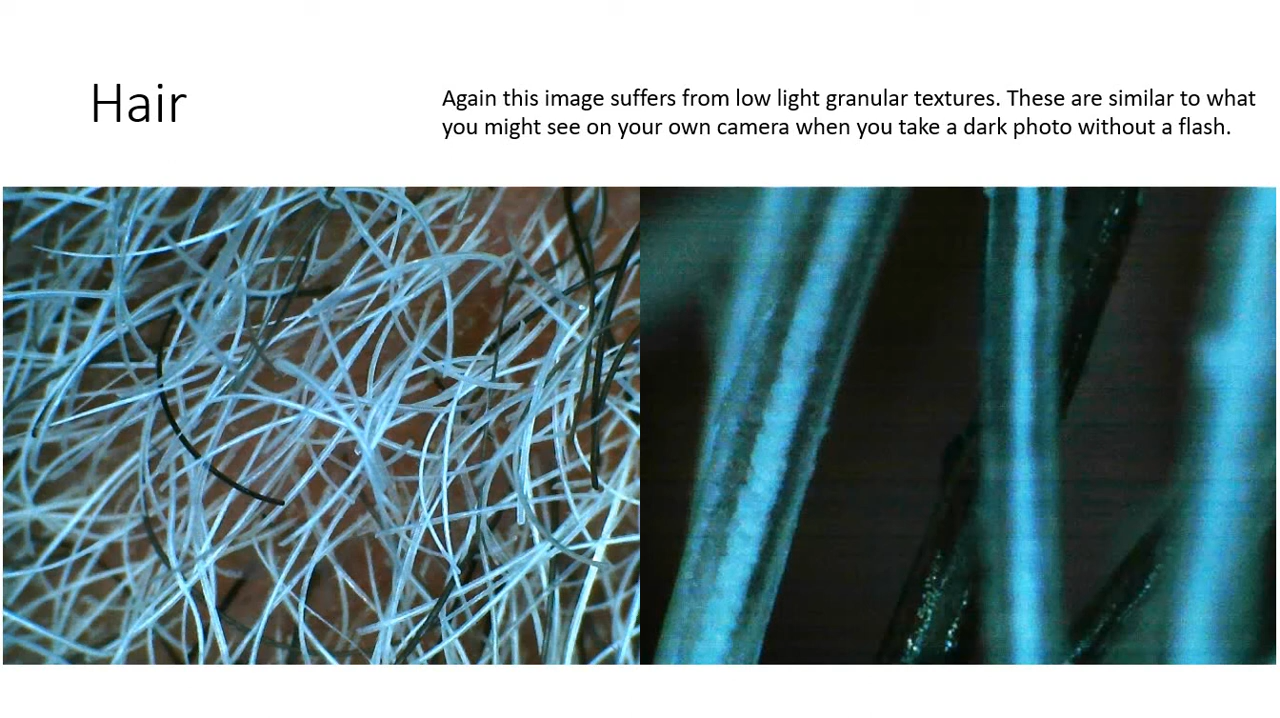 Hair
Again this image suffers from low light granular textures. These are similar to what
you might see on your own camera when you take a dark photo without a flash.